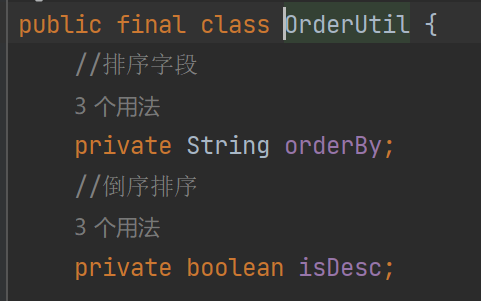 public final class OrderUtil {
//排序字段
3 个用法
private String orderBy;
//倒序排序
3 个用法
private boolean isDesc;